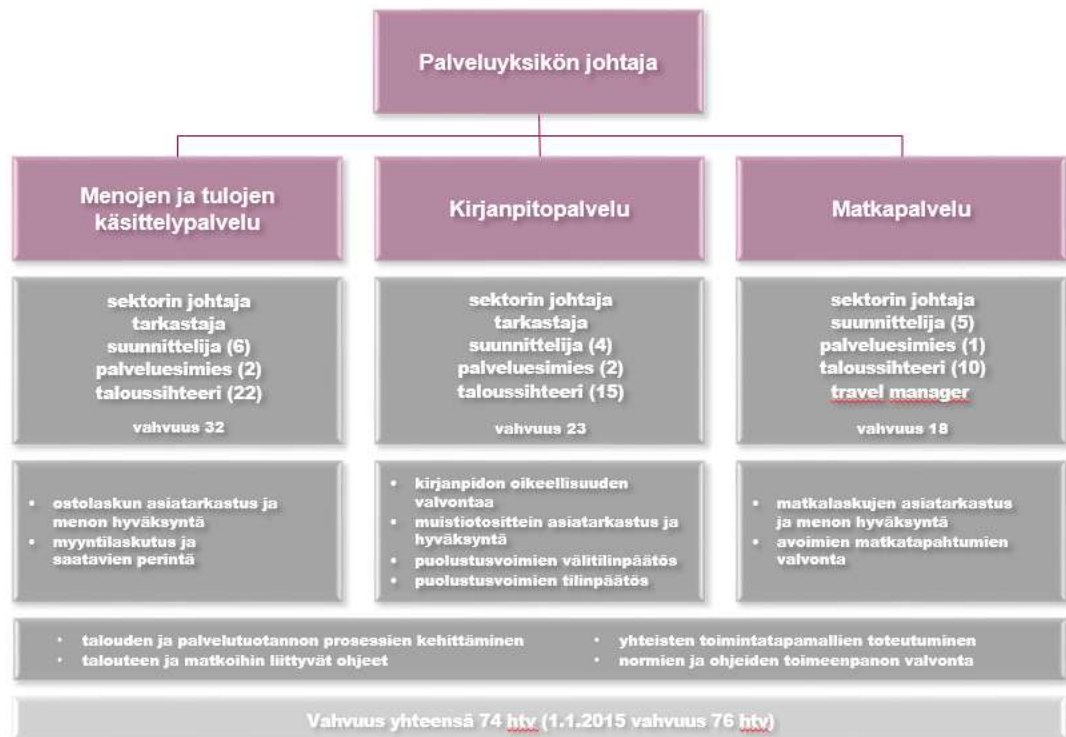 Palveluyksikön johtaja
Menojen ja tulojen
käsittelypalvelu
sektorin johtaja
tarkastaja
suunnittelija (6)
palveluesimies (2)
taloussihteeri (22)
vahvuus 32
• ostolaskun asiatarkastus ja
menon hyväksyntä
• myyntilaskutus ja
saatavien perintä
Kirjanpitopalvelu
sektorin johtaja
tarkastaja
suunnittelija (4)
palveluesimies (2)
taloussihteeri (15)
vahvuus 23
• kirjanpidon oikeellisuuden
valvontaa
• muistiotosittein asiatarkastus ja
hyväksyntä
• puolustusvoimien välitilinpäätös
• puolustusvoimien tilinpäätös
Matkapalvelu
sektorin johtaja
suunnittelija (5)
palveluesimies (1)
taloussihteeri (10)
travel manager
vahvuus 18
• matkalaskujen asiatarkastus
ja menon hyväksyntä
• avoimien matkatapahtumien
valvonta
• talouden ja palvelutuotannon prosessien kehittäminen
• talouteen ja matkoihin liittyvät ohjeet
• yhteisten toimintatapamallien toteutuminen
• normien ja ohjeiden toimeenpanon valvonta
Vahvuus yhteensä 74 htv (1.1.2015 vahvuus 76 htv)